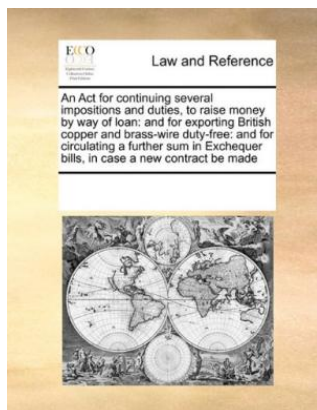 ECCO
Law and Reference
An Act for continuing several
impositions and duties, to raise money
by way of loan: and for exporting British
copper and brass-wire duty-free: and for
circulating a further sum in Exchequer
bills, in case a new contract be made